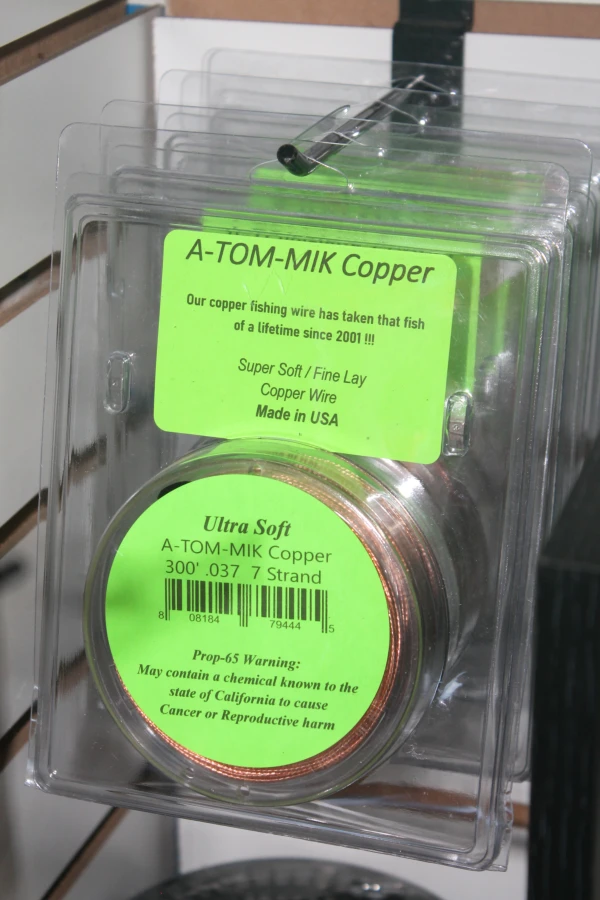 A-TOM-MIK Copper
Our copper fishing wire has taken that fish
of a lifetime since 2001 !!!
Super Soft / Fine Lay
Copper Wire
Made in USA
Ultra Soft
A-TOM-MIK Copper
300' .037 7 Strand
8 08184 79444 5
Prop-65 Warning:
May contain a chemical known to the
state of California to cause
Cancer or Reproductive harm